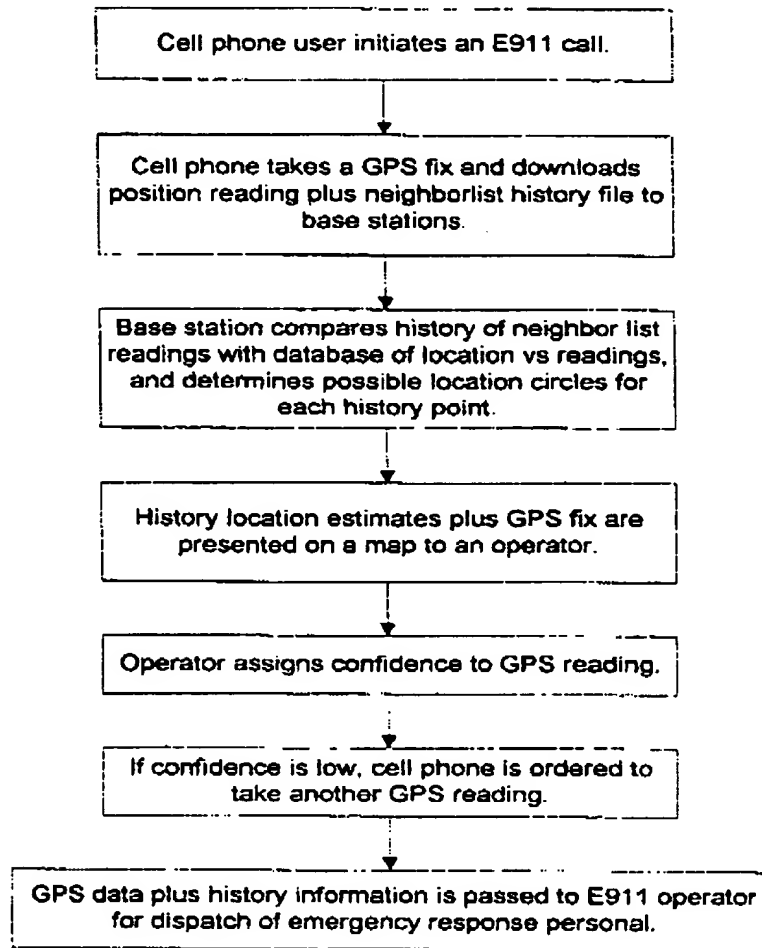 Cell phone user initiates an E911 call.
Cell phone takes a GPS fix and downloads
position reading plus neighborlist history file to
base stations.
Base station compares history of neighbor list
readings with database of location vs readings,
and determines possible location circles for
each history point.
History location estimates plus GPS fix are
presented on a map to an operator.
Operator assigns confidence to GPS reading.
If confidence is low, cell phone is ordered to
take another GPS reading.
GPS data plus history information is passed to E911 operator
for dispatch of emergency response personal.